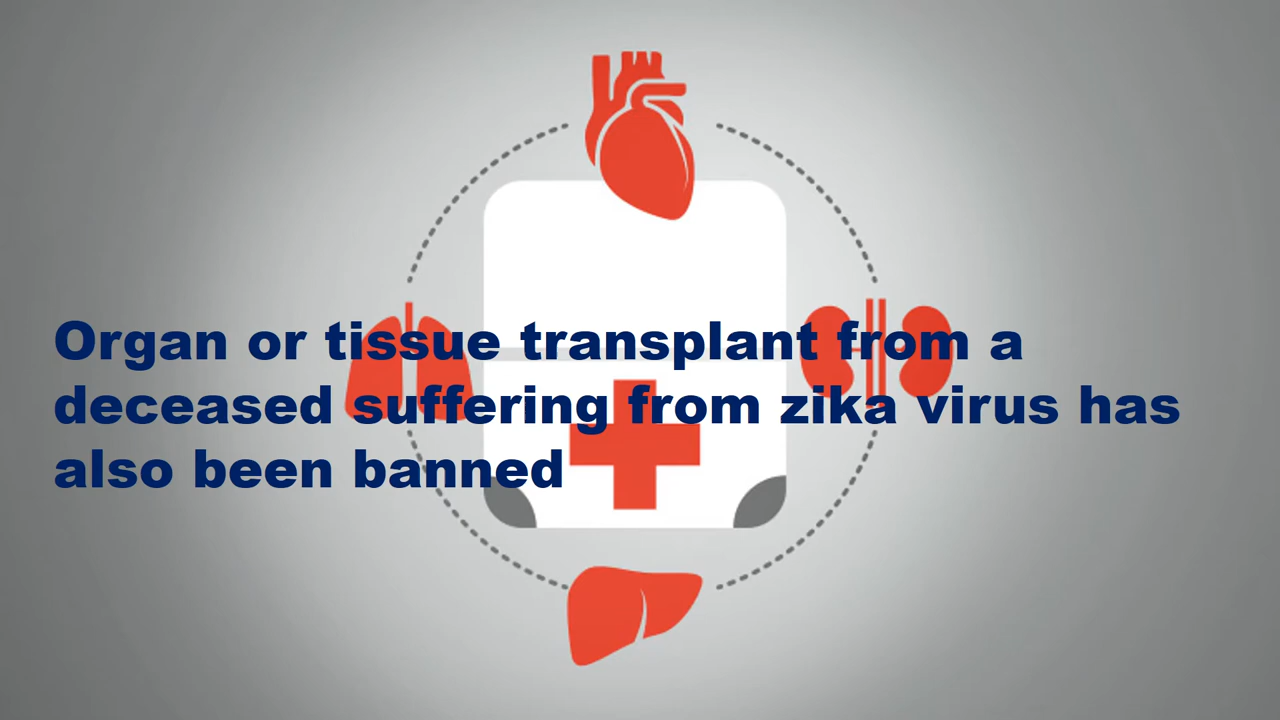 Organ or tissue transplant from a
deceased suffering from zika virus has
also been banned